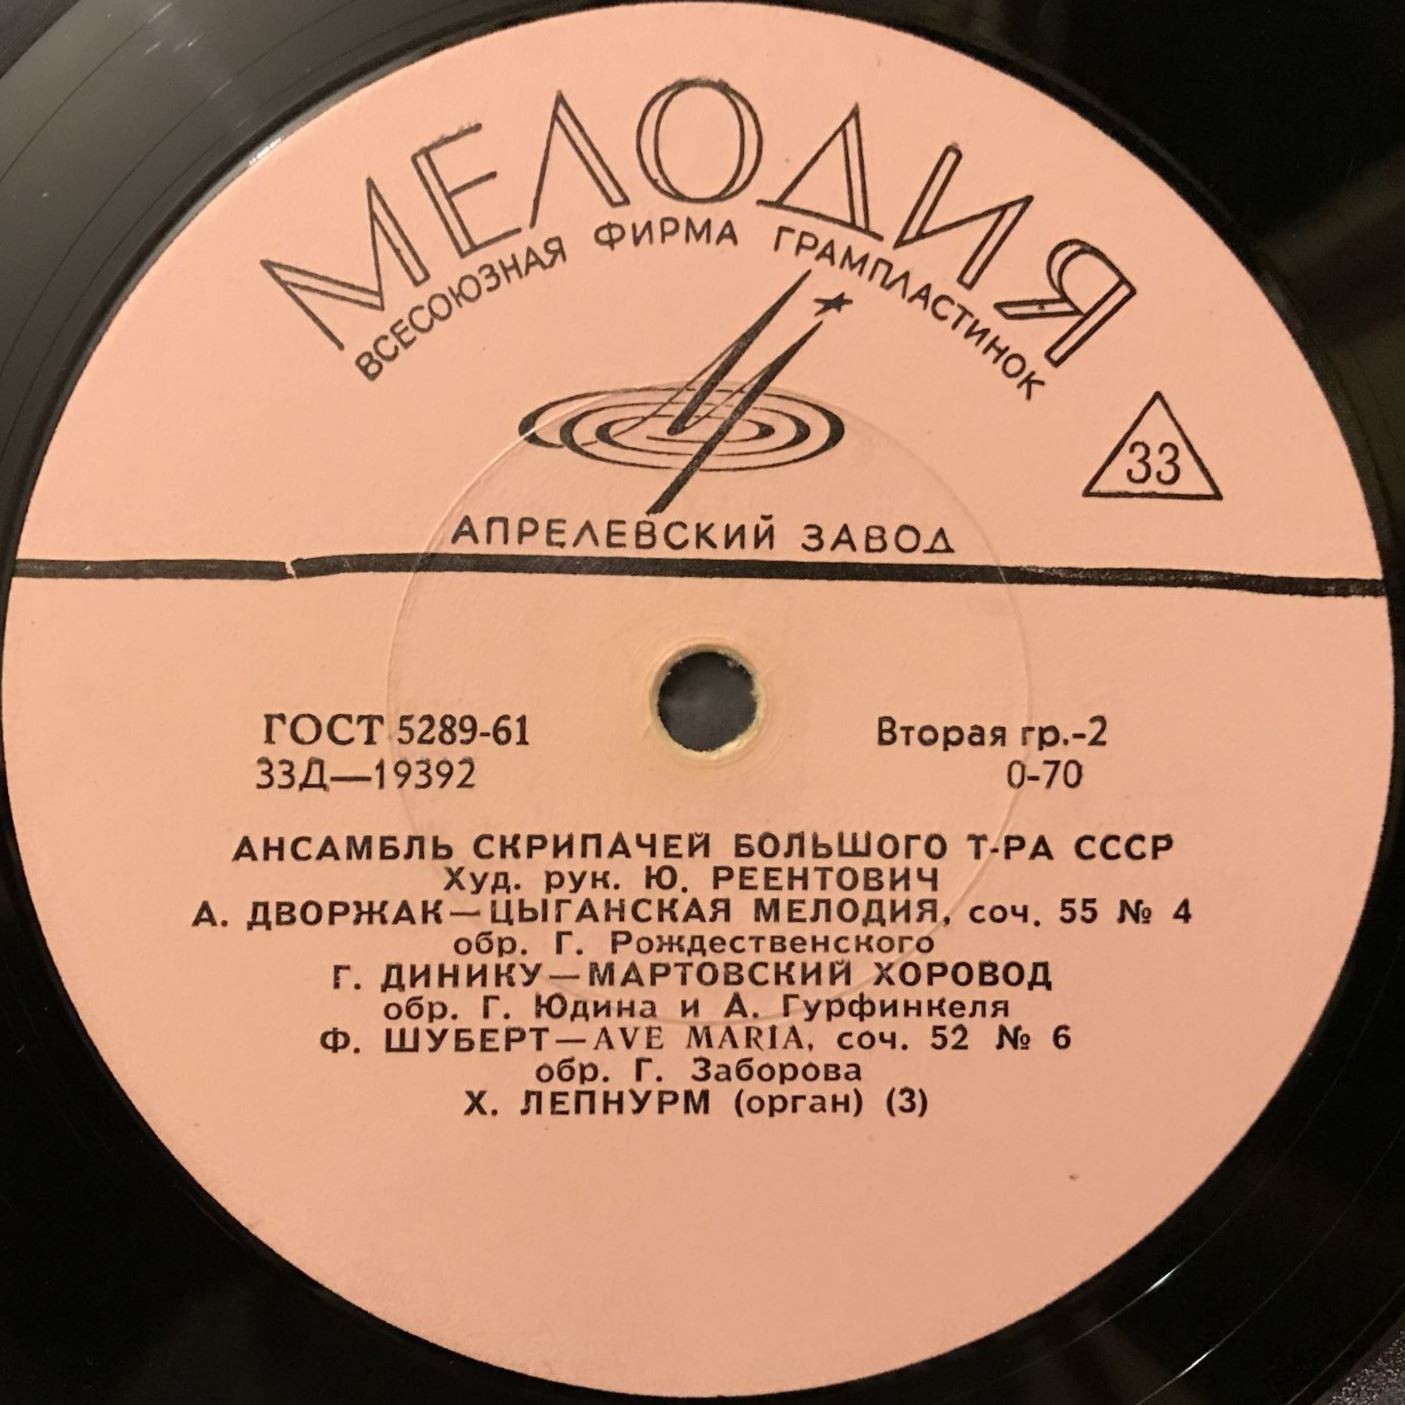 МЕЛОДИЯ
ВСЕСОЮЗНАЯ ФИРМА ГРАМПЛАСТИНОК
33
АПРЕЛЕВСКИЙ ЗАВОД
ГОСТ 5289-61
Вторая гр.-2
33Д—19392
0-70
АНСАМБЛЬ СКРИПАЧЕЙ БОЛЬШОГО Т-РА СССР
Худ. рук. Ю. РЕЕНТОВИЧ
А. ДВОРЖАК—ЦЫГАНСКАЯ МЕЛОДИЯ, соч. 55 № 4
обр. Г. Рождественского
Г. ДИНИКУ—МАРТОВСКИЙ ХОРОВОД
обр. Г. Юдина и А. Гурфинкеля
Ф. ШУБЕРТ—AVE MARIA, соч. 52 № 6
обр. Г. Заборова
Х. ЛЕПНУРМ (орган) (3)